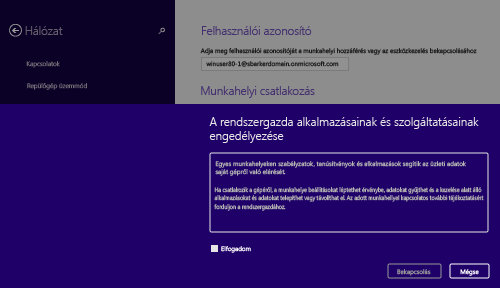 Hálózat
Kapcsolatok
Repülőgép üzemmód
Felhasználói azonosító
Adja meg felhasználói azonosítóját a munkahelyi hozzáférés vagy az eszközkezelés bekapcsolásához
winuser80-1@sbarkerdomain.onmicrosoft.com
Munkahelyi csatlakozás
A rendszergazda alkalmazásainak és szolgáltatásainak
engedélyezése
Egyes munkahelyeken szabályzatok, tanúsítványok és alkalmazások segítik az üzleti adatok
saját gépről való elérését.
Ha csatlakozik a gépéről, a munkahelye beállításokat léptethet érvénybe, adatokat gyűjthet és a kezelése alatt álló
alkalmazásokat és adatokat telepíthet vagy távolíthat el. Az adott munkahellyel kapcsolatos további tájékoztatásért
forduljon a rendszergazdához.
Elfogadom
Bekapcsolás
Mégse